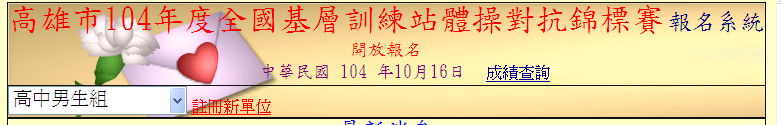 高雄市104年度全國基層訓練站體操對抗錦標賽 報名系統
開放報名
中華民國 104 年10月16日 成績查詢
高中男生組 註冊新單位